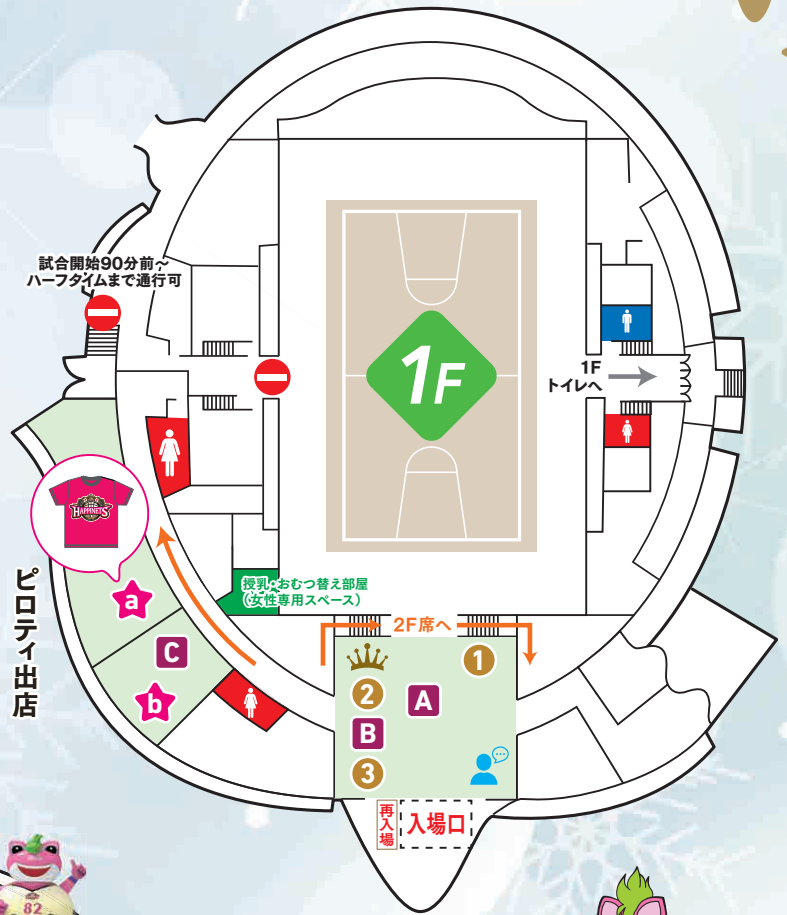 試合開始90分前～
ハーフタイムまで通行可
1F
1F
トイレへ
HAPPINETS
a
授乳・おむつ替え部屋
（女性専用スペース）
ピロティ出店
C
b
2F席へ
1
2
A
B
3
再入場
入場口
82